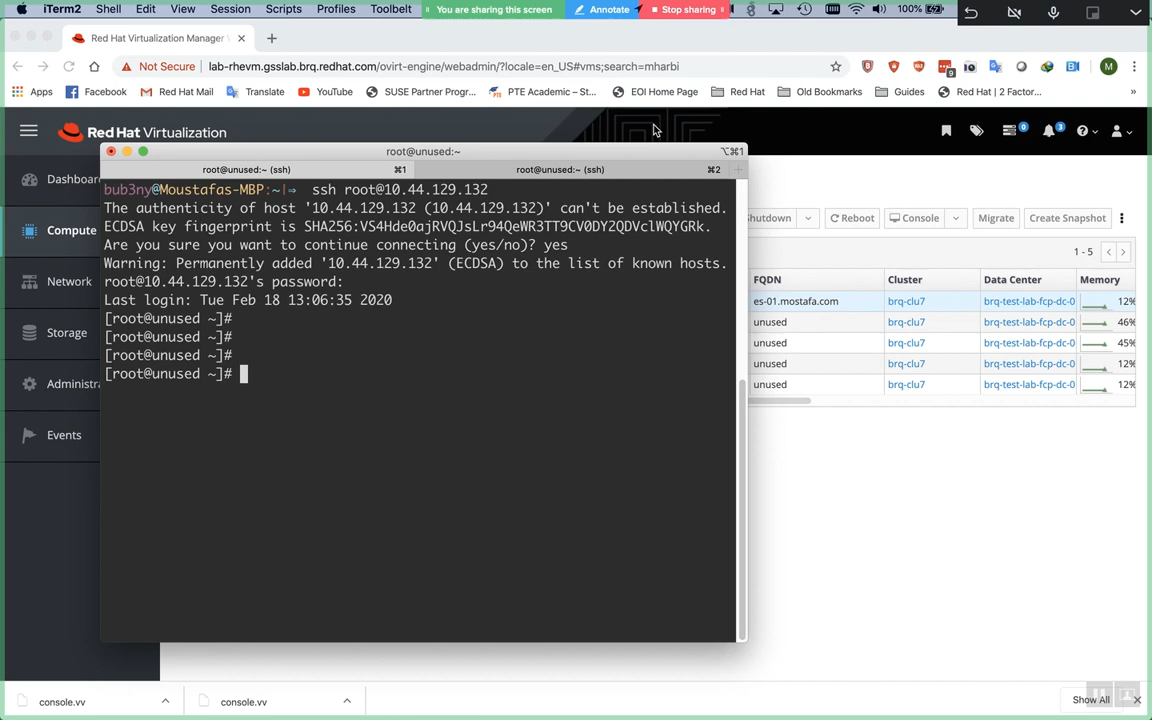 iTerm2 Shell Edit View Session Scripts Profiles Toolbelt You are sharing this screen Annotate Stop sharing 100%
Red Hat Virtualization Manager
Not Secure lab-rhevm.gsslab.brq.redhat.com/ovirt-engine/webadmin/?locale=en_US#vms;search=mharbi 9 M
Apps Facebook Red Hat Mail Translate YouTube SUSE Partner Progr... PTE Academic – St... EOI Home Page Red Hat Old Bookmarks Guides Red Hat | 2 Factor... »
Red Hat Virtualization 0 3
root@unused:~ ⌥⌘1
root@unused:~ (ssh) ⌘1 root@unused:~ (ssh) ⌘2
bub3ny@Moustafas-MBP:~|⇒ ssh root@10.44.129.132
The authenticity of host '10.44.129.132 (10.44.129.132)' can't be established.
ECDSA key fingerprint is SHA256:VS4Hde0ajRVQJsLr94QeWR3TT9CV0DY2QDVclWQYGRk.
Are you sure you want to continue connecting (yes/no)? yes
Warning: Permanently added '10.44.129.132' (ECDSA) to the list of known hosts.
root@10.44.129.132's password:
Last login: Tue Feb 18 13:06:35 2020
[root@unused ~]#
[root@unused ~]#
[root@unused ~]#
[root@unused ~]#
Dashboar
Compute
Network
Storage
Administra
Events
Reboot Console Migrate Create Snapshot
1 - 5
FQDN Cluster Data Center Memory
es-01.mostafa.com brq-clu7 brq-test-lab-fcp-dc-0 12%
unused brq-clu7 brq-test-lab-fcp-dc-0 46%
unused brq-clu7 brq-test-lab-fcp-dc-0 45%
unused brq-clu7 brq-test-lab-fcp-dc-0 12%
unused brq-clu7 brq-test-lab-fcp-dc-0 12%
console.vv console.vv Show All